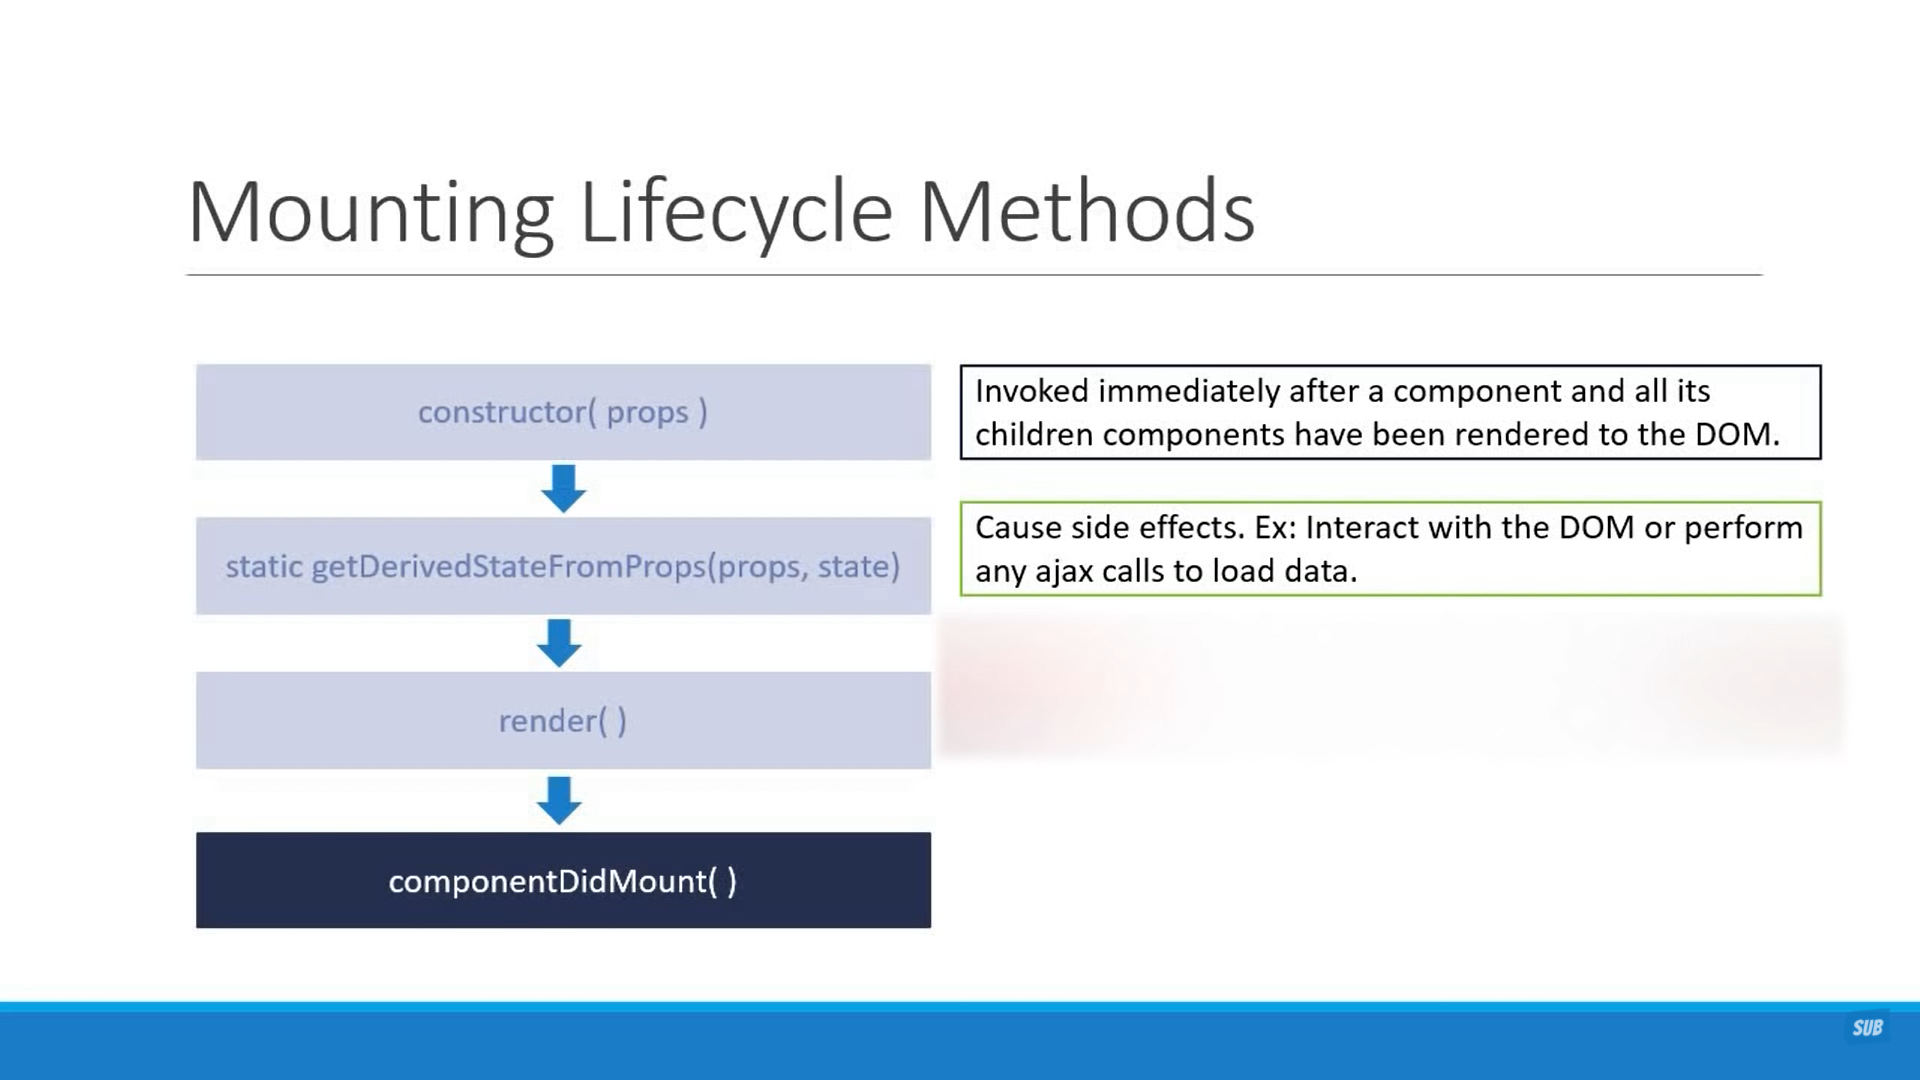 Mounting Lifecycle Methods
constructor( props )
static getDerivedStateFromProps(props, state)
render( )
componentDidMount( )
Invoked immediately after a component and all its
children components have been rendered to the DOM.
Cause side effects. Ex: Interact with the DOM or perform
any ajax calls to load data.
SUB